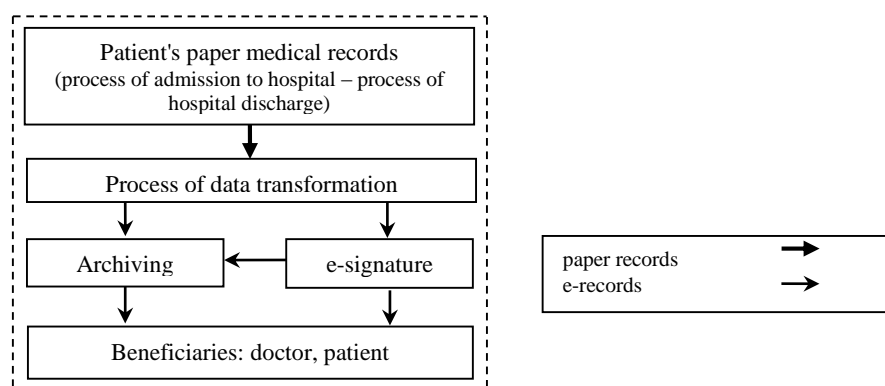 Patient's paper medical records
(process of admission to hospital – process of
hospital discharge)
Process of data transformation
Archiving
e-signature
Beneficiaries: doctor, patient
paper records
e-records